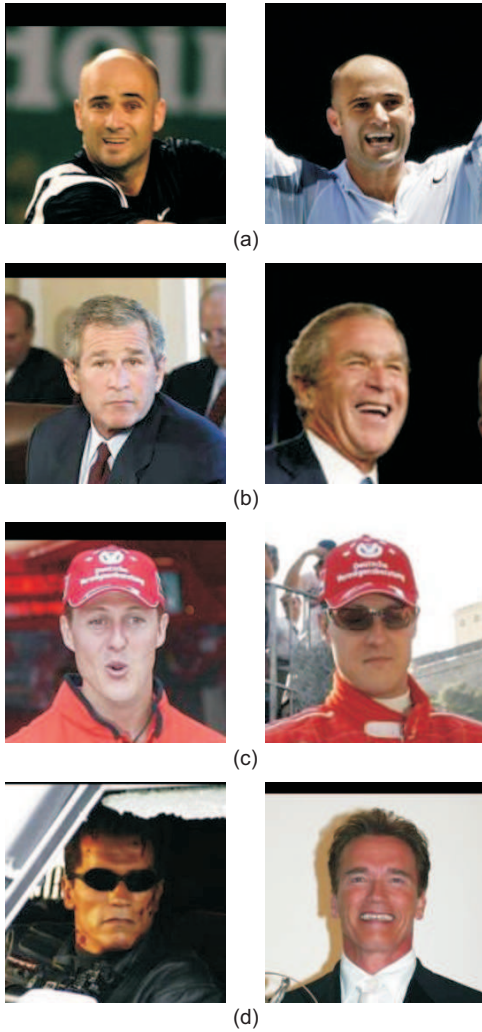 (a)
(b)
Deutsche
Vermögensberatung
Deutsche
Vermögensberatung
(c)
(d)